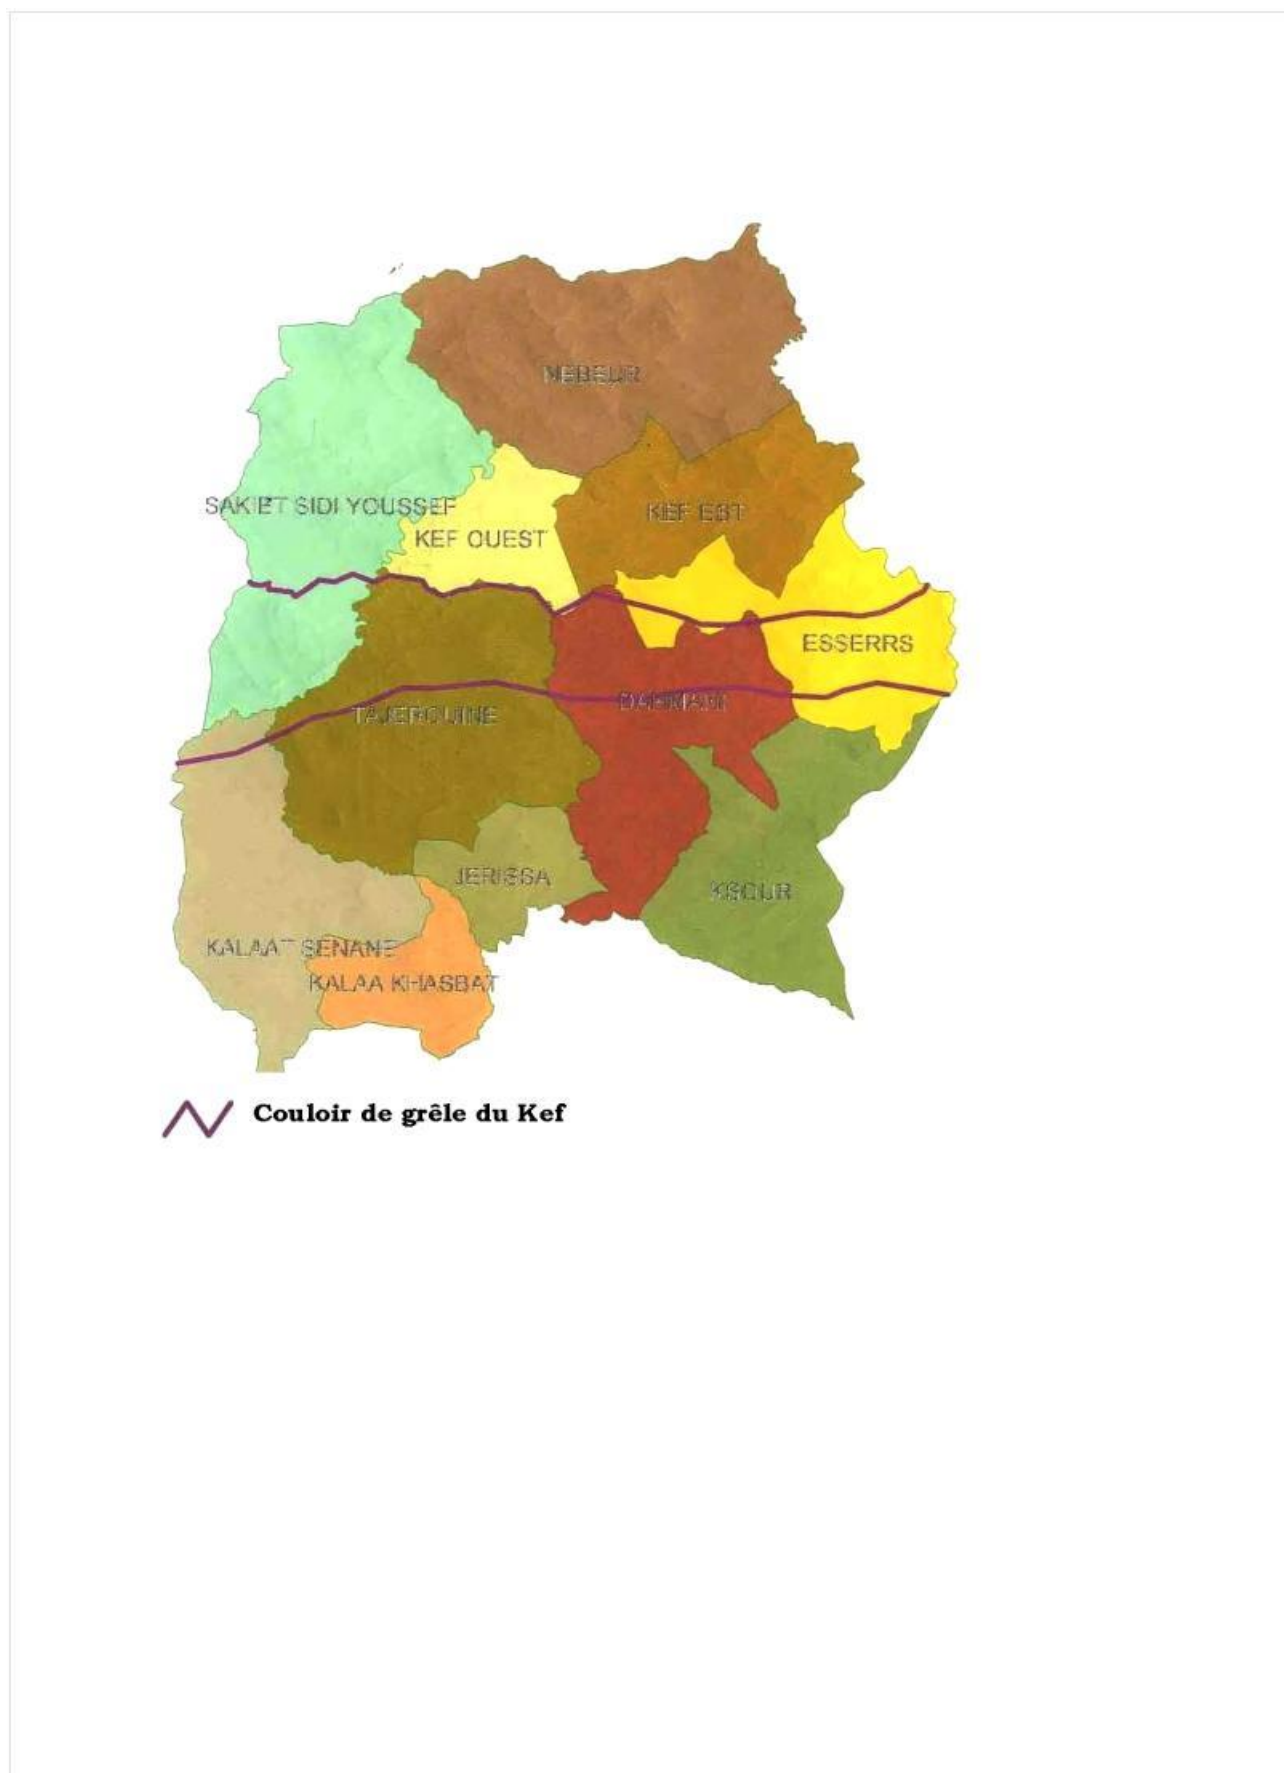 NEBEUR
SAKIET SIDI YOUSSEF
KEF EST
KEF OUEST
ESSERRS
DAHMANI
TAJEROUINE
JERISSA
KSOUR
KALAAT SENANE
KALAA KHASBAT
Couloir de grêle du Kef